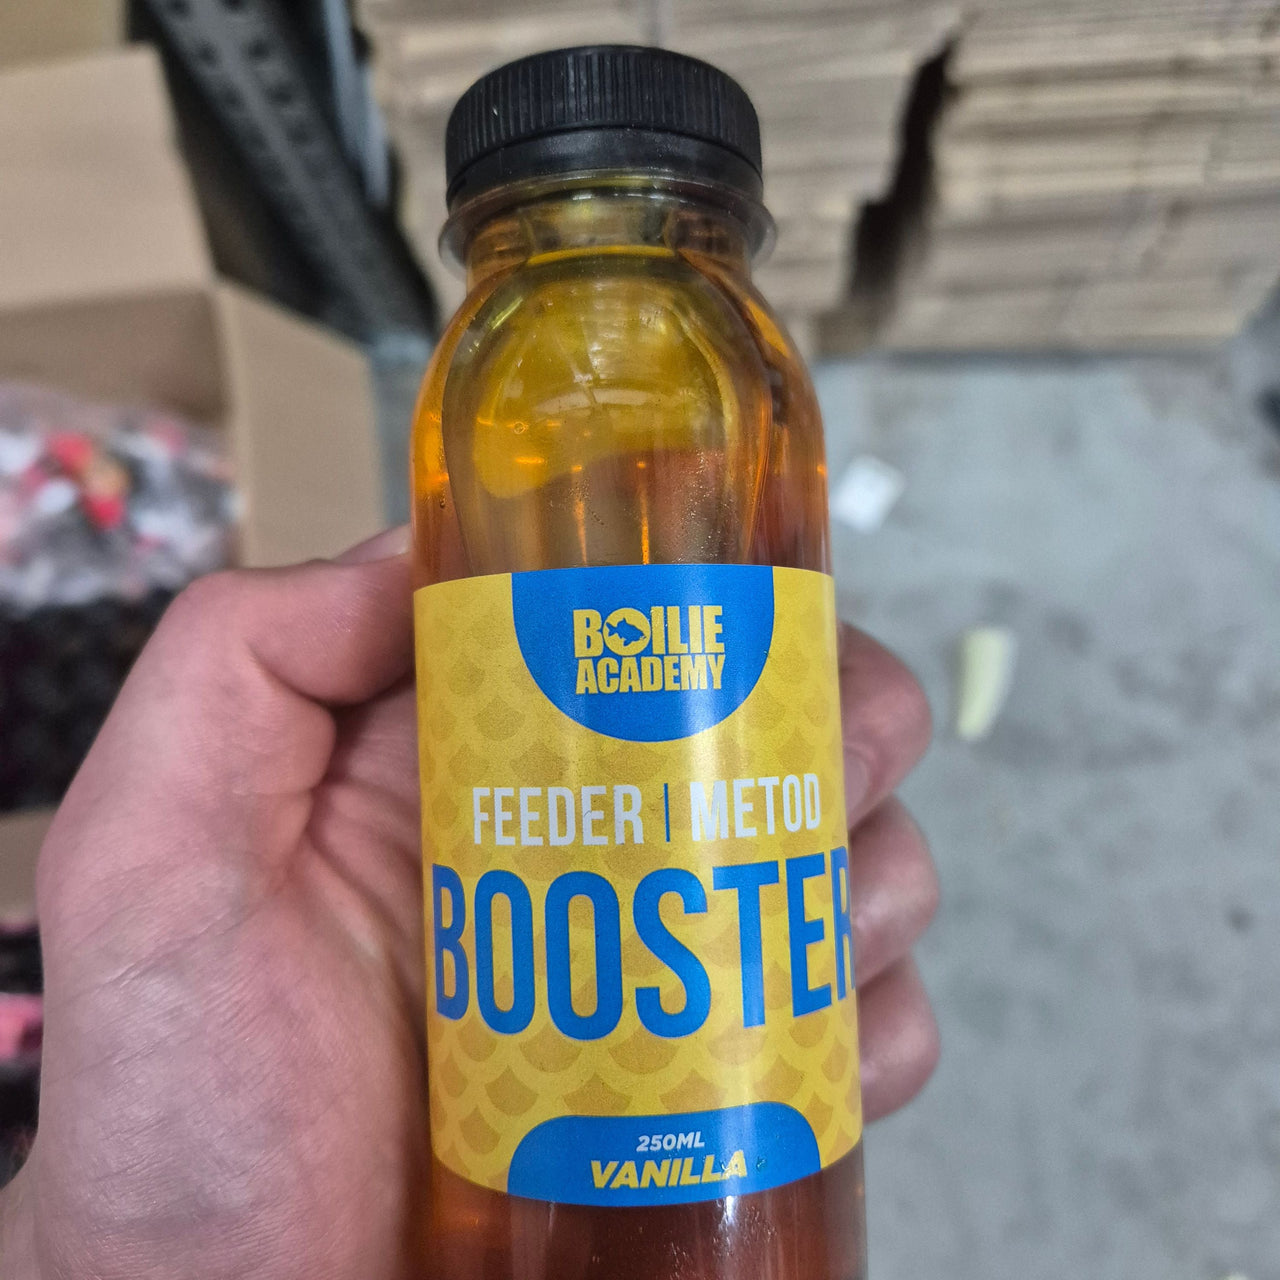 BOILIE
ACADEMY
FEEDER | METOD
BOOSTER
250ML
VANILLA